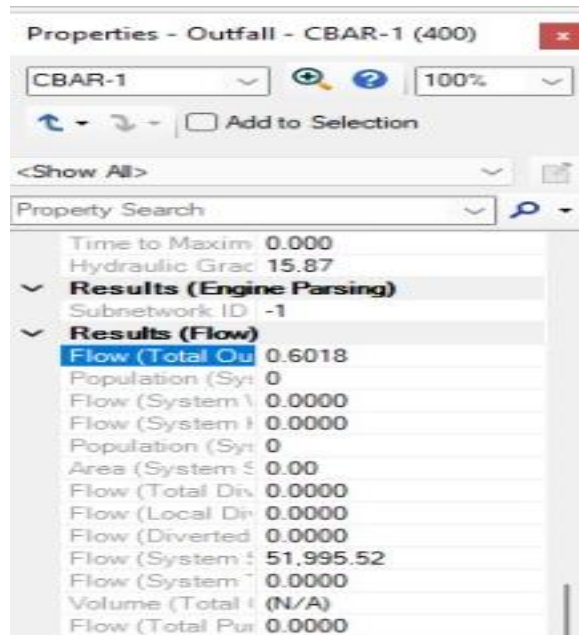 Properties - Outfall - CBAR-1 (400)
CBAR-1 100%
Add to Selection
<Show All>
Property Search
Time to Maxim 0.000
Hydraulic Grac 15.87
Results (Engine Parsing)
Subnetwork ID -1
Results (Flow)
Flow (Total Ou 0.6018
Population (Sy 0
Flow (System 0.0000
Flow (System 0.0000
Population (Sy 0
Area (System S 0.00
Flow (Total Div 0.0000
Flow (Local Div 0.0000
Flow (Diverted 0.0000
Flow (System 51,995.52
Flow (System 0.0000
Volume (Total (N/A)
Flow (Total Pur 0.0000